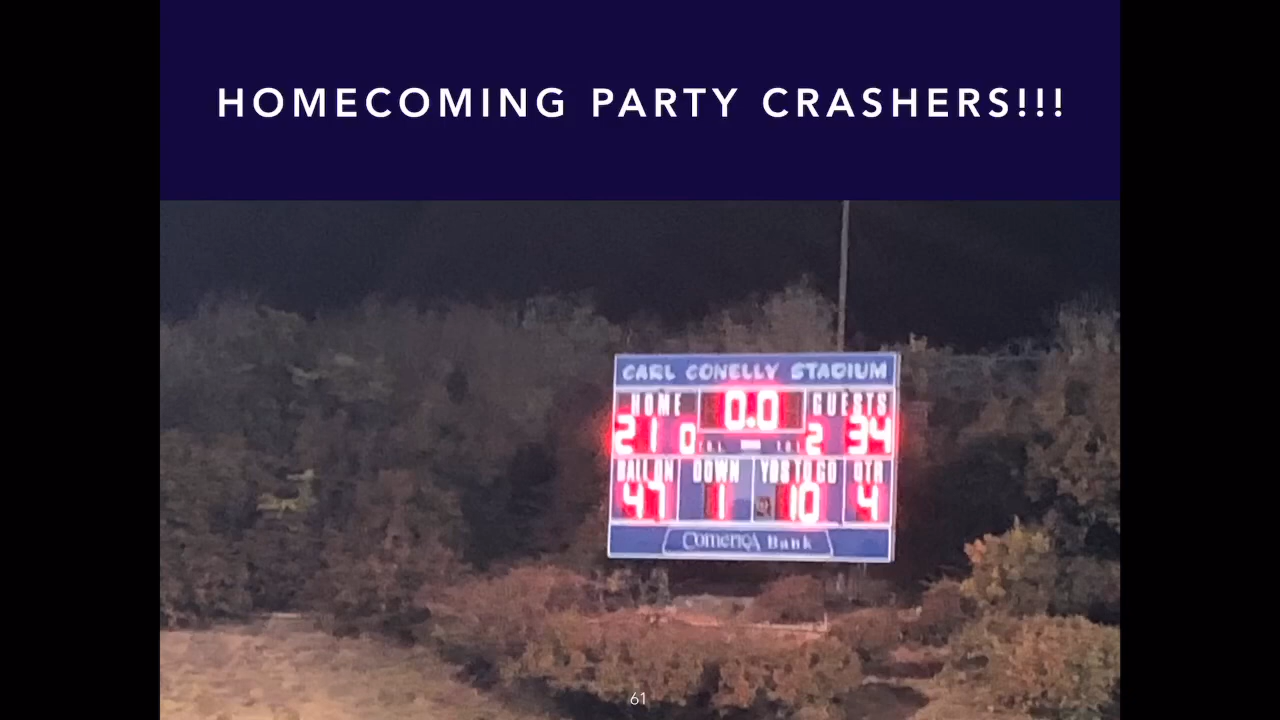 HOMECOMING PARTY CRASHERS!!!
CARL CONELLY STADIUM
HOME 0.0 GUESTS
21 0 T.O.L. T.O.L. 2 34
BALL ON DOWN YDS TO GO QTR
47 1 10 4
Comerica Bank
61